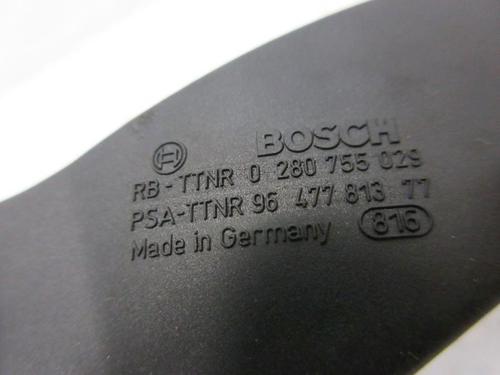 BOSCH
RB - TTNR 0 280 755 029
PSA-TTNR 96 477 813 77
Made in Germany 816